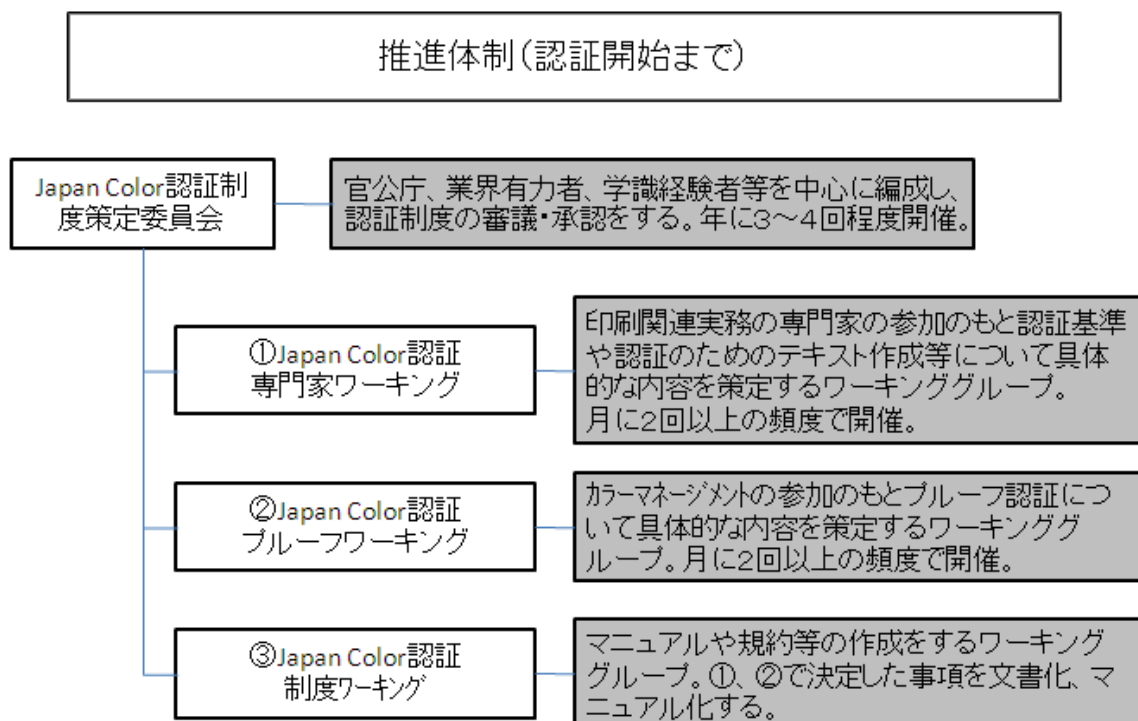 推進体制(認証開始まで)
Japan Color認証制
度策定委員会
官公庁、業界有力者、学識経験者等を中心に編成し、
認証制度の審議・承認をする。年に3～4回程度開催。
①Japan Color認証
専門家ワーキング
印刷関連実務の専門家の参加のもと認証基準
や認証のためのテキスト作成等について具体
的な内容を策定するワーキンググループ。
月に2回以上の頻度で開催。
②Japan Color認証
プルーフワーキング
カラーマネージメントの参加のもとプルーフ認証につ
いて具体的な内容を策定するワーキンググ
ループ。月に2回以上の頻度で開催。
③Japan Color認証
制度ワーキング
マニュアルや規約等の作成をするワーキング
グループ。①、②で決定した事項を文書化、マ
ニュアル化する。